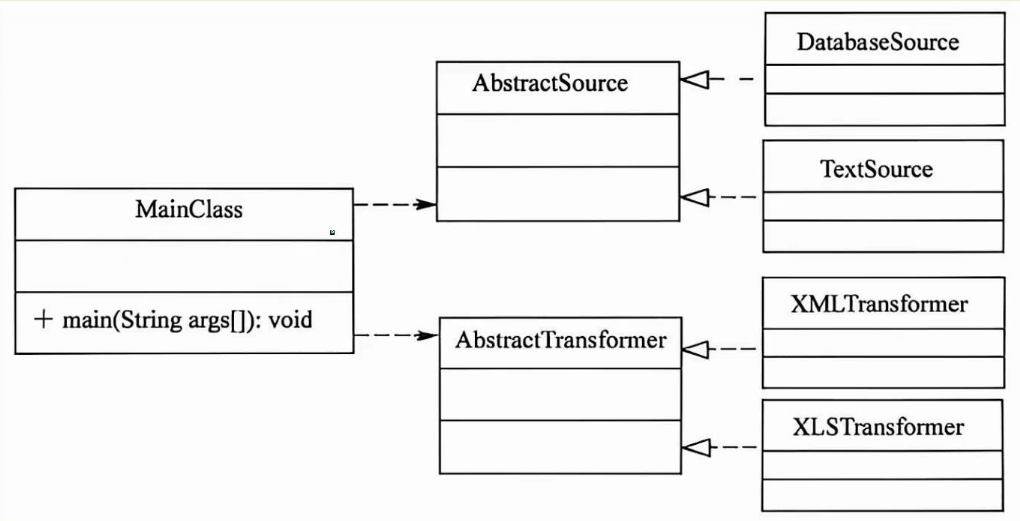 DatabaseSource
AbstractSource
TextSource
MainClass
+ main(String args[]): void
XMLTransformer
AbstractTransformer
XLSTransformer